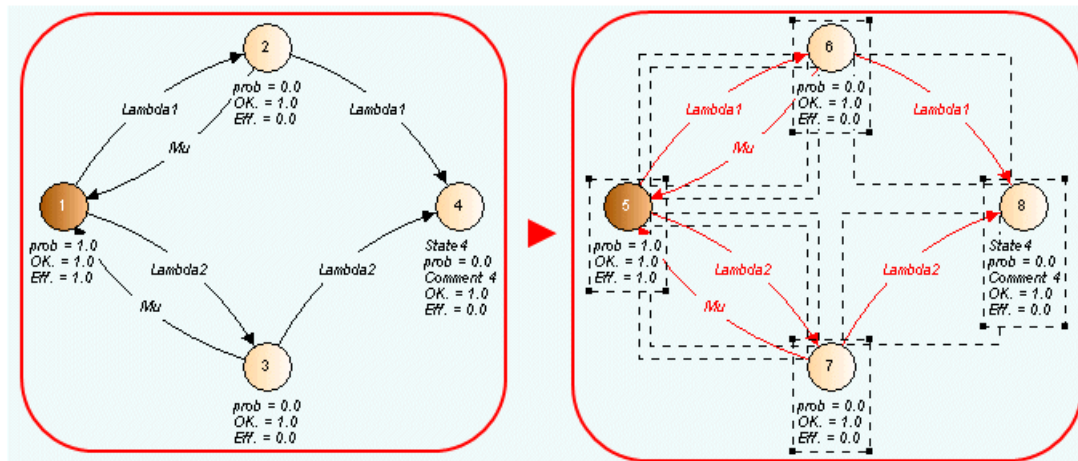 2
prob = 0.0
OK. = 1.0
Eff. = 0.0
Lambda1
Lambda1
Mu
1
prob = 1.0
OK. = 1.0
Eff. = 1.0
4
State4
prob = 0.0
Comment 4
OK. = 1.0
Eff. = 0.0
Lambda2
Lambda2
Mu
3
prob = 0.0
OK. = 1.0
Eff. = 0.0
6
prob = 0.0
OK. = 1.0
Eff. = 0.0
Lambda1
Lambda1
Mu
5
prob = 1.0
OK. = 1.0
Eff. = 1.0
8
State4
prob = 0.0
Comment 4
OK. = 1.0
Eff. = 0.0
Lambda2
Lambda2
Mu
7
prob = 0.0
OK. = 1.0
Eff. = 0.0